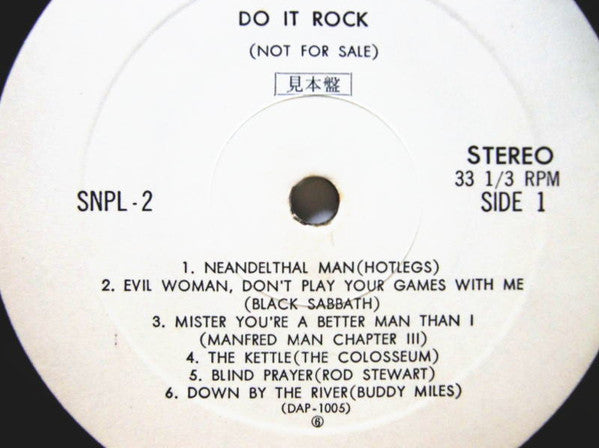 DO IT ROCK
(NOT FOR SALE)
見本盤
STEREO
33 1/3 RPM
SNPL-2
SIDE 1
1. NEANDELTHAL MAN(HOTLEGS)
2. EVIL WOMAN, DON'T PLAY YOUR GAMES WITH ME
(BLACK SABBATH)
3. MISTER YOU'RE A BETTER MAN THAN I
(MANFRED MAN CHAPTER III)
4. THE KETTLE(THE COLOSSEUM)
5. BLIND PRAYER(ROD STEWART)
6. DOWN BY THE RIVER(BUDDY MILES)
(DAP-1005)
⑥